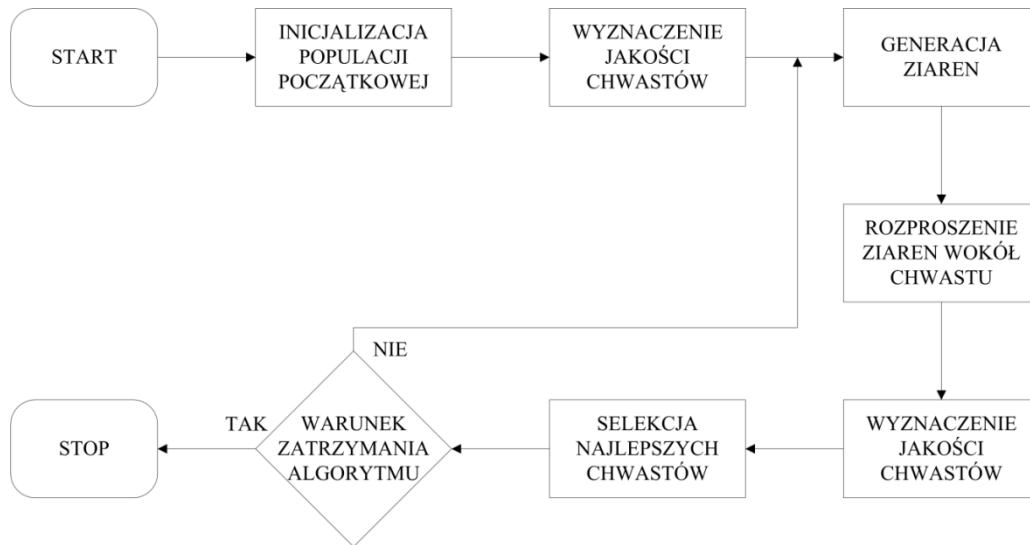 START
INICJALIZACJA
POPULACJI
POCZĄTKOWEJ
WYZNACZENIE
JAKOŚCI
CHWASTÓW
GENERACJA
ZIAREN
ROZPROSZENIE
ZIAREN WOKÓŁ
CHWASTU
WYZNACZENIE
JAKOŚCI
CHWASTÓW
SELEKCJA
NAJLEPSZYCH
CHWASTÓW
WARUNEK
ZATRZYMANIA
ALGORYTMU
NIE
TAK
STOP